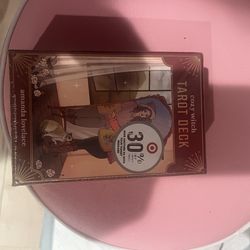 cozy witch
TAROT DECK
30%
amanda lovelace